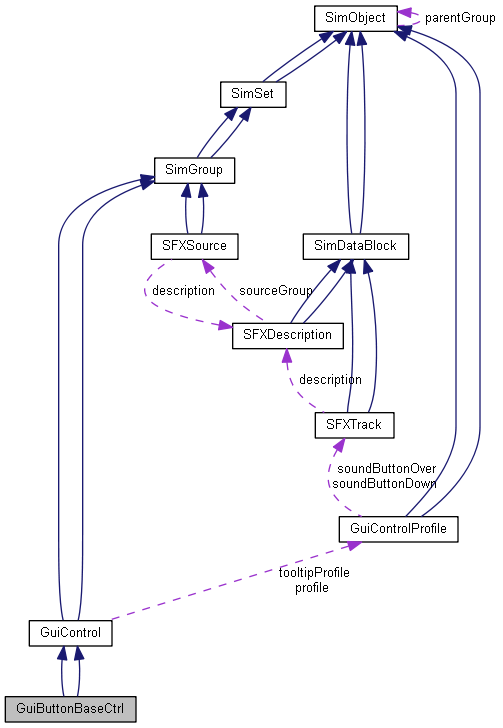 SimObject
parentGroup
SimSet
SimGroup
SFXSource
SimDataBlock
description
sourceGroup
SFXDescription
description
SFXTrack
soundButtonOver
soundButtonDown
GuiControlProfile
tooltipProfile
profile
GuiControl
GuiButtonBaseCtrl